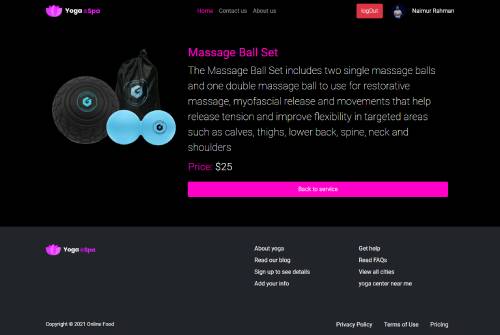 Yoga &Spa
Home Contact us About us
logOut
Naimur Rahman
Massage Ball Set
The Massage Ball Set includes two single massage balls
and one double massage ball to use for restorative
massage, myofascial release and movements that help
release tension and improve flexibility in targeted areas
such as calves, thighs, lower back, spine, neck and
shoulders
Price: $25
Back to service
Yoga &Spa
About yoga
Read our blog
Sign up to see details
Add your info
Get help
Read FAQs
View all cities
yoga center near me
Copyright © 2021 Online Food
Privacy Policy Terms of Use Pricing